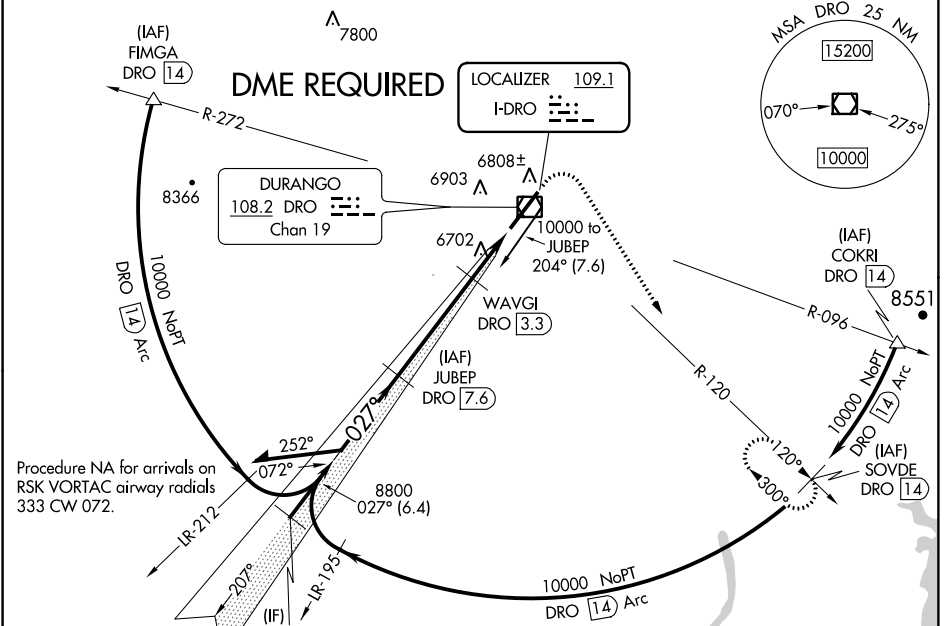 (IAF)
FIMGA
DRO 14
7800
R-272
DME REQUIRED
LOCALIZER 109.1
I-DRO
MSA DRO 25 NM
15200
070°
275°
10000
8366
DURANGO
108.2 DRO
Chan 19
6903
6808±
6702
10000 to
JUBEP
204° (7.6)
WAVGI
DRO 3.3
(IAF)
JUBEP
DRO 7.6
(IAF)
COKRI
DRO 14
8551
R-096
R-120
10000 NoPT
DRO 14 Arc
10000 NoPT
DRO 14 Arc
027°
252°
072°
Procedure NA for arrivals on
RSK VORTAC airway radials
333 CW 072.
8800
027° (6.4)
120°
300°
(IAF)
SOVDE
DRO 14
LR-212
LR-195
207°
(IF)
10000 NoPT
DRO 14 Arc